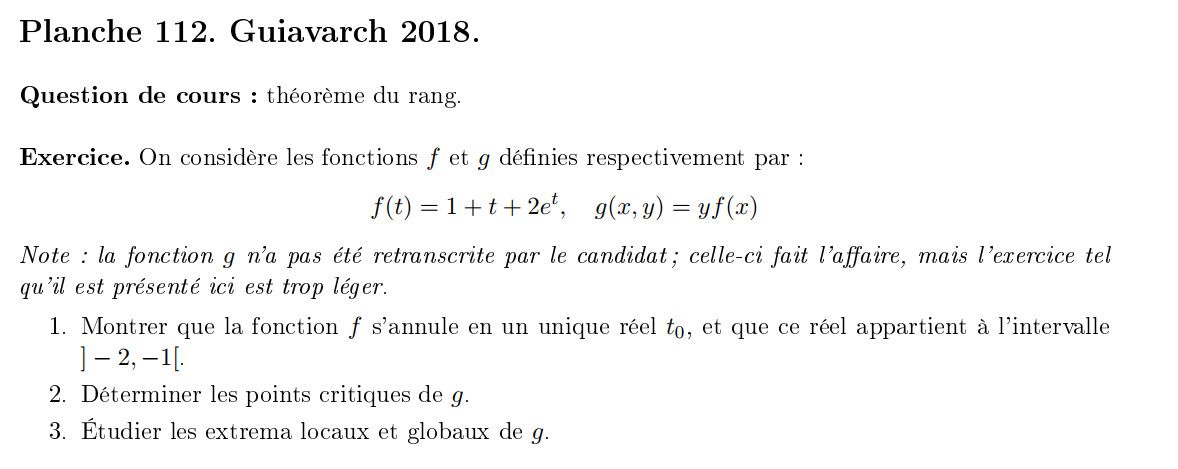 Planche 112. Guiavarch 2018.
Question de cours : théorème du rang.
Exercice. On considère les fonctions f et g définies respectivement par :
f(t) = 1 + t + 2e^t,   g(x, y) = yf(x)
Note : la fonction g n'a pas été retranscrite par le candidat ; celle-ci fait l'affaire, mais l'exercice tel
qu'il est présenté ici est trop léger.
1. Montrer que la fonction f s'annule en un unique réel t₀, et que ce réel appartient à l'intervalle
] − 2, −1[.
2. Déterminer les points critiques de g.
3. Étudier les extrema locaux et globaux de g.